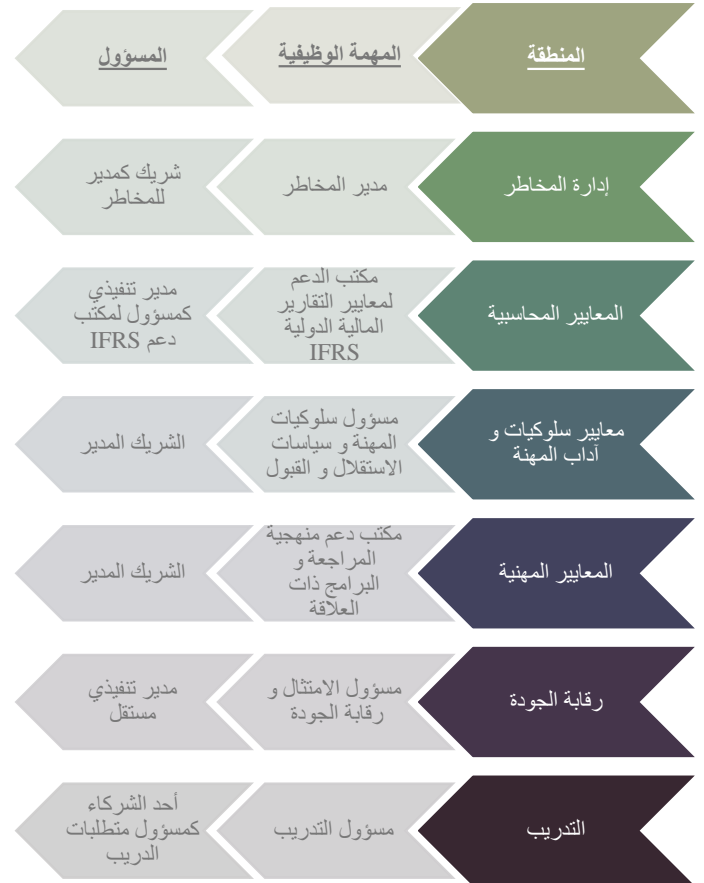 المنطقة
المهمة الوظيفية
المسؤول
إدارة المخاطر
مدير المخاطر
شريك كمدير
للمخاطر
المعايير المحاسبية
مكتب الدعم
لمعايير التقارير
المالية الدولية
IFRS
مدير تنفيذي
كمسؤول لمكتب
دعم IFRS
معايير سلوكيات و
آداب المهنة
مسؤول سلوكيات
المهنة و سياسات
الاستقلال و القبول
الشريك المدير
المعايير المهنية
مكتب دعم منهجية
المراجعة و
البرامج ذات
العلاقة
الشريك المدير
رقابة الجودة
مسؤول الامتثال و
رقابة الجودة
مدير تنفيذي
مستقل
التدريب
مسؤول التدريب
أحد الشركاء
كمسؤول متطلبات
الدريب